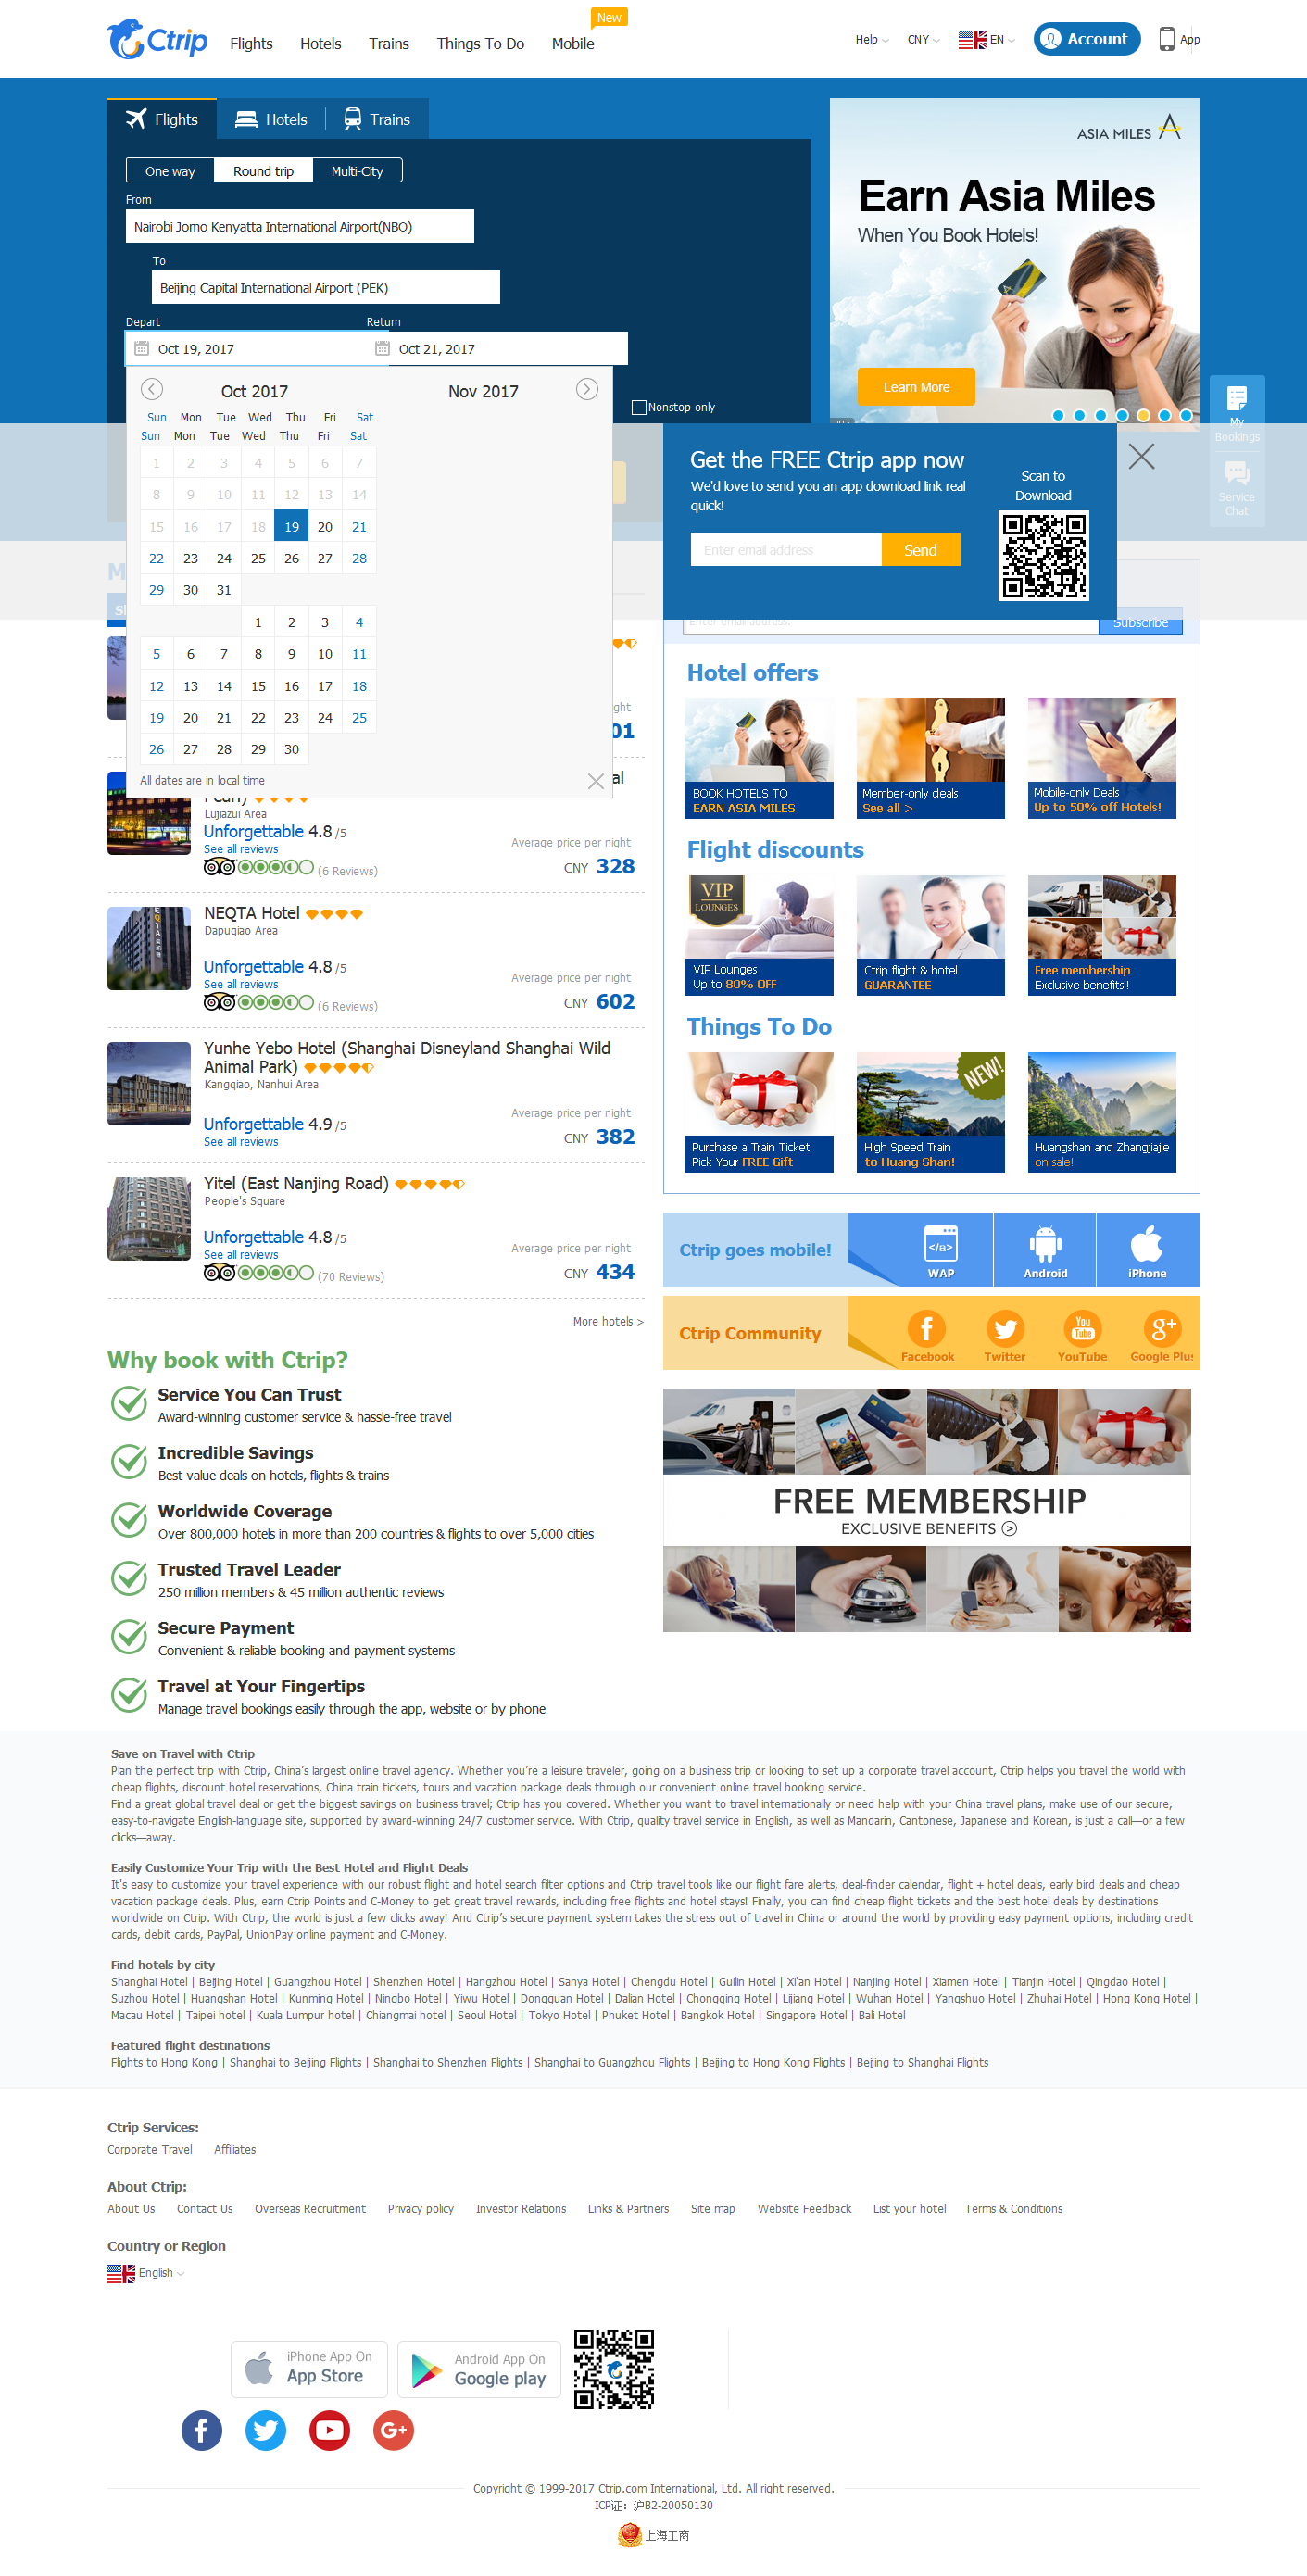 Ctrip
Flights
Hotels
Trains
Things To Do
Mobile
New
Help
CNY
EN
Account
App
Flights
Hotels
Trains
One way
Round trip
Multi-City
From
Nairobi Jomo Kenyatta International Airport(NBO)
To
Beijing Capital International Airport (PEK)
Depart
Return
Oct 19, 2017
Oct 21, 2017
Nonstop only
ASIA MILES
Earn Asia Miles
When You Book Hotels!
Learn More
AD
My
Bookings
Service
Chat
Oct 2017
Nov 2017
Sun Mon Tue Wed Thu Fri Sat
Sun Mon Tue Wed Thu Fri Sat
1 2 3 4 5 6 7
8 9 10 11 12 13 14
15 16 17 18 19 20 21
22 23 24 25 26 27 28
29 30 31
1 2 3 4
5 6 7 8 9 10 11
12 13 14 15 16 17 18
19 20 21 22 23 24 25
26 27 28 29 30
All dates are in local time
Get the FREE Ctrip app now
We'd love to send you an app download link real
quick!
Enter email address
Send
Scan to
Download
Enter email address.
Subscribe
Lujiazui Area
Unforgettable 4.8 /5
See all reviews
(6 Reviews)
Average price per night
CNY 328
NEQTA Hotel
Dapuqiao Area
Unforgettable 4.8 /5
See all reviews
(6 Reviews)
Average price per night
CNY 602
Yunhe Yebo Hotel (Shanghai Disneyland Shanghai Wild
Animal Park)
Kangqiao, Nanhui Area
Unforgettable 4.9 /5
See all reviews
Average price per night
CNY 382
Yitel (East Nanjing Road)
People's Square
Unforgettable 4.8 /5
See all reviews
(70 Reviews)
Average price per night
CNY 434
More hotels >
Hotel offers
BOOK HOTELS TO
EARN ASIA MILES
Member-only deals
See all >
Mobile-only Deals
Up to 50% off Hotels!
Flight discounts
VIP
LOUNGES
VIP Lounges
Up to 80% OFF
Ctrip flight & hotel
GUARANTEE
Free membership
Exclusive benefits !
Things To Do
Purchase a Train Ticket
Pick Your FREE Gift
NEW!
High Speed Train
to Huang Shan!
Huangshan and Zhangjiajie
on sale!
Ctrip goes mobile!
</a>
WAP
Android
iPhone
Ctrip Community
Facebook
Twitter
You
Tube
YouTube
g+
Google Plus
FREE MEMBERSHIP
EXCLUSIVE BENEFITS >
Why book with Ctrip?
Service You Can Trust
Award-winning customer service & hassle-free travel
Incredible Savings
Best value deals on hotels, flights & trains
Worldwide Coverage
Over 800,000 hotels in more than 200 countries & flights to over 5,000 cities
Trusted Travel Leader
250 million members & 45 million authentic reviews
Secure Payment
Convenient & reliable booking and payment systems
Travel at Your Fingertips
Manage travel bookings easily through the app, website or by phone
Save on Travel with Ctrip
Plan the perfect trip with Ctrip, China's largest online travel agency. Whether you're a leisure traveler, going on a business trip or looking to set up a corporate travel account, Ctrip helps you travel the world with
cheap flights, discount hotel reservations, China train tickets, tours and vacation package deals through our convenient online travel booking service.
Find a great global travel deal or get the biggest savings on business travel; Ctrip has you covered. Whether you want to travel internationally or need help with your China travel plans, make use of our secure,
easy-to-navigate English-language site, supported by award-winning 24/7 customer service. With Ctrip, quality travel service in English, as well as Mandarin, Cantonese, Japanese and Korean, is just a call—or a few
clicks—away.
Easily Customize Your Trip with the Best Hotel and Flight Deals
It's easy to customize your travel experience with our robust flight and hotel search filter options and Ctrip travel tools like our flight fare alerts, deal-finder calendar, flight + hotel deals, early bird deals and cheap
vacation package deals. Plus, earn Ctrip Points and C-Money to get great travel rewards, including free flights and hotel stays! Finally, you can find cheap flight tickets and the best hotel deals by destinations
worldwide on Ctrip. With Ctrip, the world is just a few clicks away! And Ctrip's secure payment system takes the stress out of travel in China or around the world by providing easy payment options, including credit
cards, debit cards, PayPal, UnionPay online payment and C-Money.
Find hotels by city
Shanghai Hotel | Beijing Hotel | Guangzhou Hotel | Shenzhen Hotel | Hangzhou Hotel | Sanya Hotel | Chengdu Hotel | Guilin Hotel | Xi'an Hotel | Nanjing Hotel | Xiamen Hotel | Tianjin Hotel | Qingdao Hotel |
Suzhou Hotel | Huangshan Hotel | Kunming Hotel | Ningbo Hotel | Yiwu Hotel | Dongguan Hotel | Dalian Hotel | Chongqing Hotel | Lijiang Hotel | Wuhan Hotel | Yangshuo Hotel | Zhuhai Hotel | Hong Kong Hotel |
Macau Hotel | Taipei hotel | Kuala Lumpur hotel | Chiangmai hotel | Seoul Hotel | Tokyo Hotel | Phuket Hotel | Bangkok Hotel | Singapore Hotel | Bali Hotel
Featured flight destinations
Flights to Hong Kong | Shanghai to Beijing Flights | Shanghai to Shenzhen Flights | Shanghai to Guangzhou Flights | Beijing to Hong Kong Flights | Beijing to Shanghai Flights
Ctrip Services:
Corporate Travel
Affiliates
About Ctrip:
About Us
Contact Us
Overseas Recruitment
Privacy policy
Investor Relations
Links & Partners
Site map
Website Feedback
List your hotel
Terms & Conditions
Country or Region
English
iPhone App On
App Store
Android App On
Google play
G+
Copyright © 1999-2017 Ctrip.com International, Ltd. All right reserved.
ICP证：沪B2-20050130
上海工商